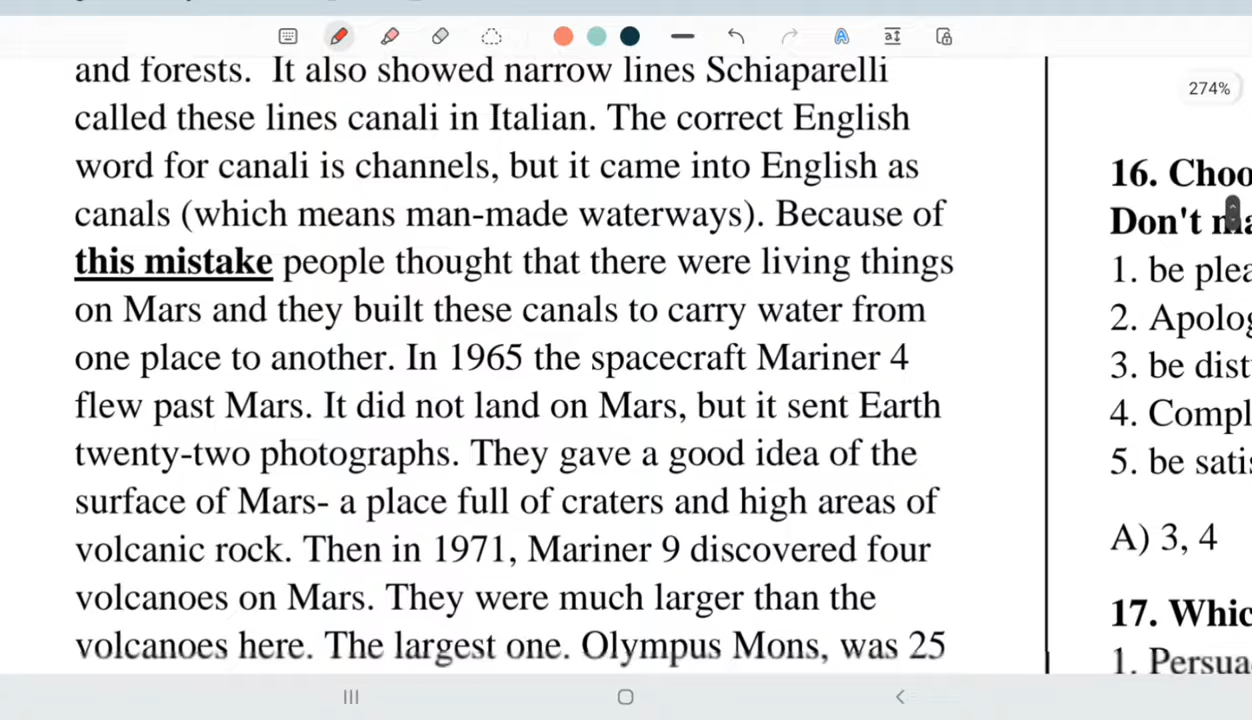 274%
and forests. It also showed narrow lines Schiaparelli
called these lines canali in Italian. The correct English
word for canali is channels, but it came into English as
canals (which means man-made waterways). Because of
this mistake people thought that there were living things
on Mars and they built these canals to carry water from
one place to another. In 1965 the spacecraft Mariner 4
flew past Mars. It did not land on Mars, but it sent Earth
twenty-two photographs. They gave a good idea of the
surface of Mars- a place full of craters and high areas of
volcanic rock. Then in 1971, Mariner 9 discovered four
volcanoes on Mars. They were much larger than the
volcanoes here. The largest one. Olympus Mons, was 25
16. Choo
Don't ma
1. be plea
2. Apolog
3. be dist
4. Compl
5. be satis
A) 3, 4
17. Whic
1. Persua